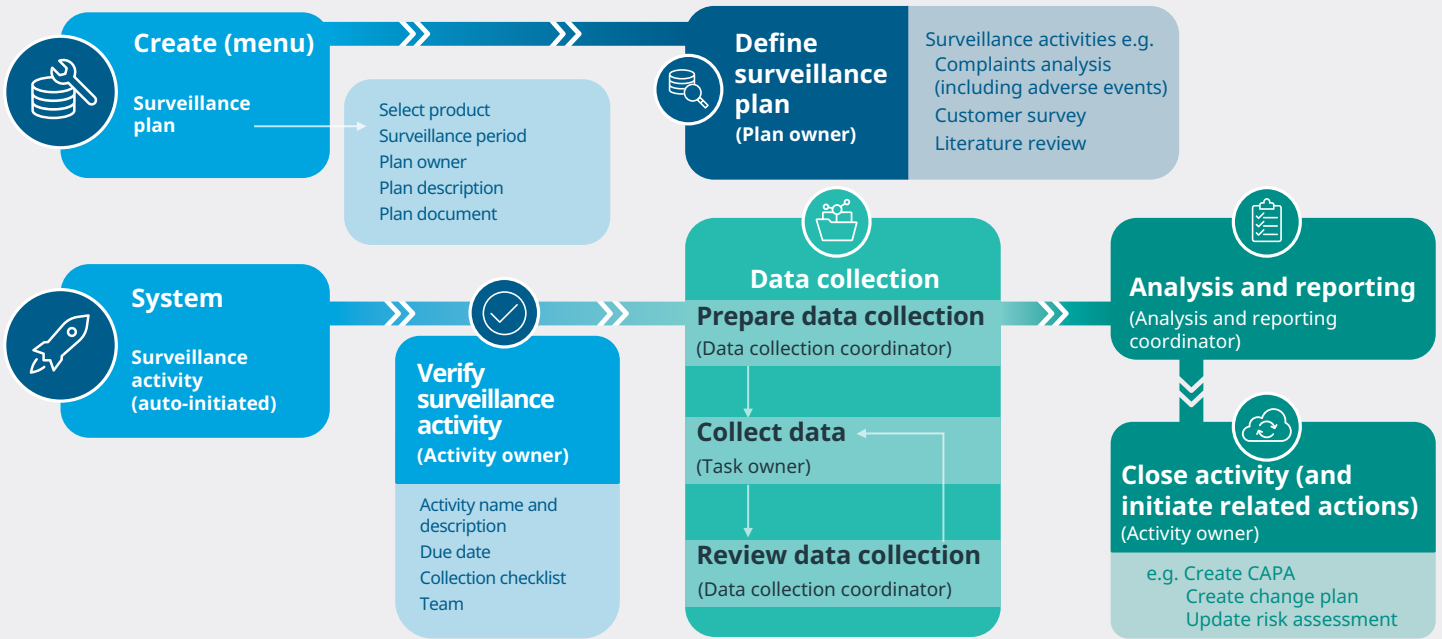 Create (menu)
Surveillance
plan
Select product
Surveillance period
Plan owner
Plan description
Plan document
Define
surveillance
plan
(Plan owner)
Surveillance activities e.g.
Complaints analysis
(including adverse events)
Customer survey
Literature review
System
Surveillance
activity
(auto-initiated)
Verify
surveillance
activity
(Activity owner)
Activity name and
description
Due date
Collection checklist
Team
Data collection
Prepare data collection
(Data collection coordinator)
Collect data
(Task owner)
Review data collection
(Data collection coordinator)
Analysis and reporting
(Analysis and reporting
coordinator)
Close activity (and
initiate related actions)
(Activity owner)
e.g. Create CAPA
Create change plan
Update risk assessment